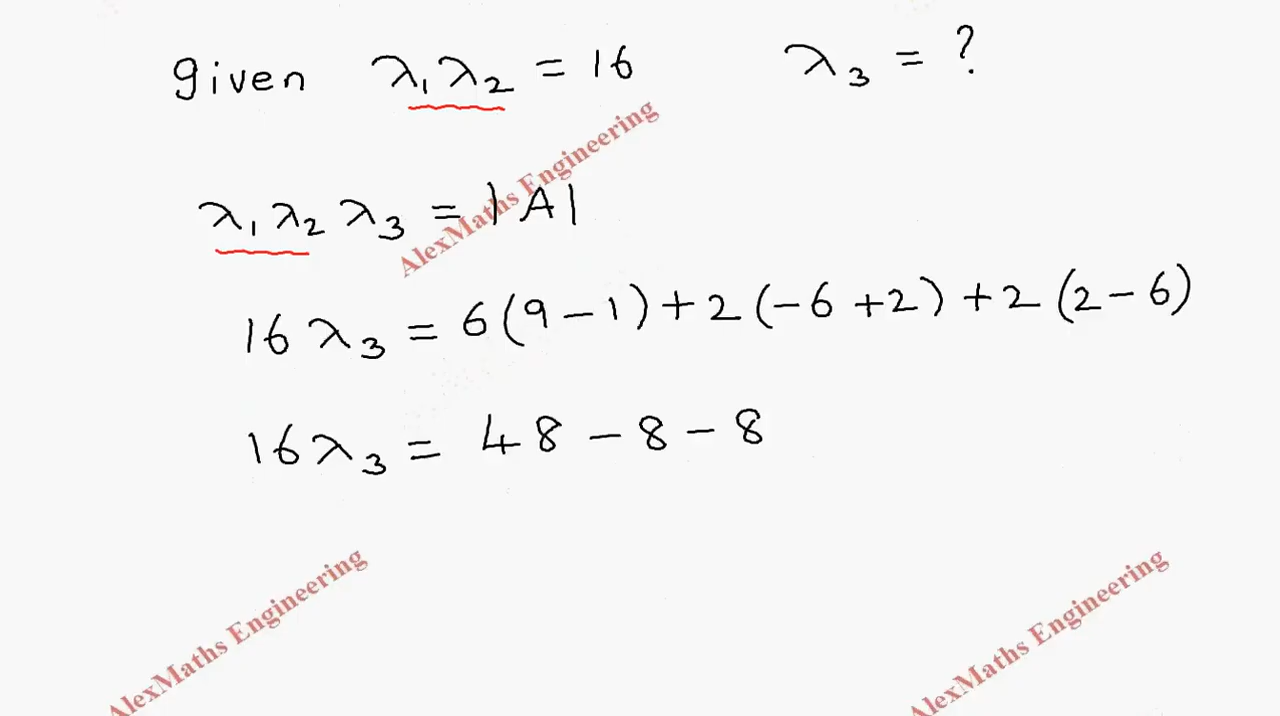 given λ₁λ₂ = 16 λ₃ = ?
λ₁λ₂λ₃ = |A|
AlexMaths Engineering
16λ₃ = 6(9-1)+2(-6+2)+2(2-6)
16λ₃ = 48-8-8
AlexMaths Engineering
AlexMaths Engineering